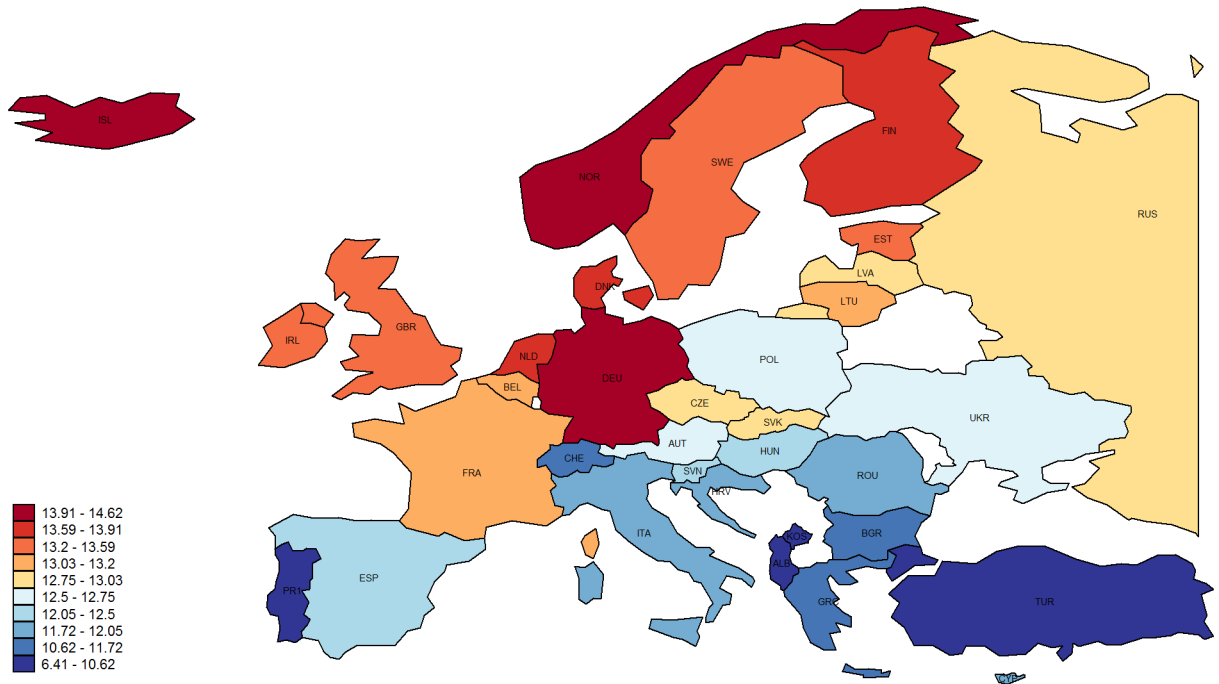 ISL
FIN
SWE
NOR
RUS
EST
LVA
DNK
LTU
GBR
IRL
NLD
POL
DEU
BEL
CZE
UKR
SVK
AUT
HUN
CHE
SVN
FRA
ROU
HRV
ITA
BGR
KOS
ALB
ESP
PRT
GRC
TUR
CYP
13.91 - 14.62
13.59 - 13.91
13.2 - 13.59
13.03 - 13.2
12.75 - 13.03
12.5 - 12.75
12.05 - 12.5
11.72 - 12.05
10.62 - 11.72
6.41 - 10.62